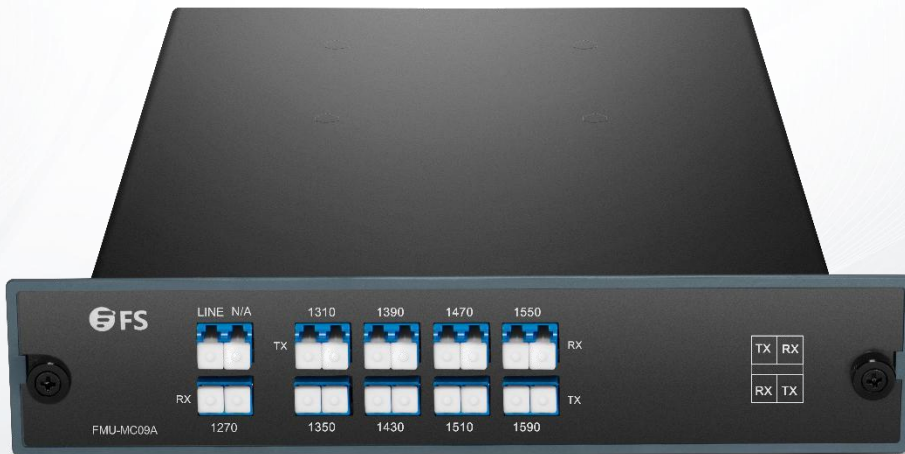 FS
LINE N/A 1310 1390 1470 1550
TX RX
RX TX
1270 1350 1430 1510 1590
FMU-MC09A
TX RX
RX TX